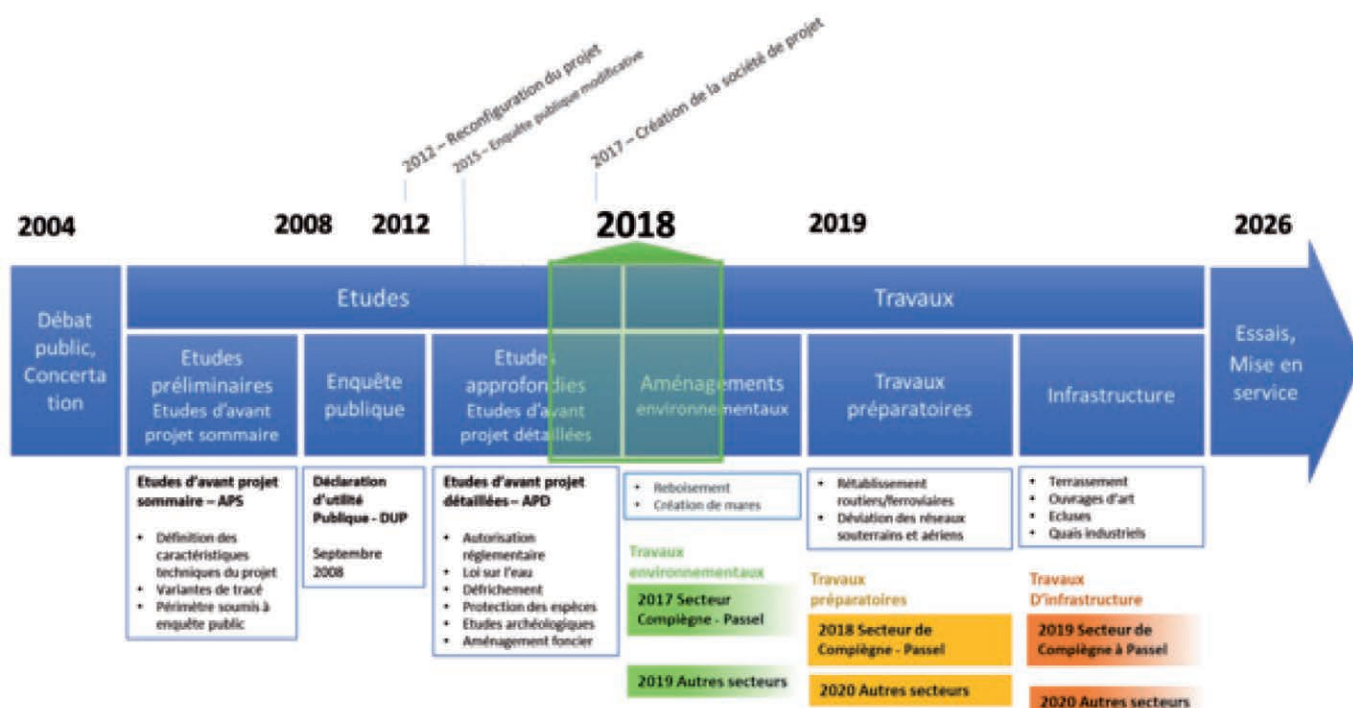 2012 – Reconfiguration du projet
2015 – Enquête publique modificative
2017 – Création de la société de projet
2004
2008
2012
2018
2019
2026
Débat
public,
Concerta
tion
Etudes
Travaux
Essais,
Mise en
service
Etudes
préliminaires
Etudes d'avant
projet sommaire
Enquête
publique
Etudes
approfondies
Etudes d'avant
projet détaillées
Aménagements
environnementaux
Travaux
préparatoires
Infrastructure
Etudes d'avant projet
sommaire – APS
• Définition des
caractéristiques
techniques du projet
• Variantes de tracé
• Périmètre soumis à
enquête public
Déclaration
d'utilité
Publique - DUP
Septembre
2008
Etudes d'avant projet
détaillées – APD
• Autorisation
réglementaire
• Loi sur l'eau
• Défrichement
• Protection des espèces
• Etudes archéologiques
• Aménagement foncier
• Reboisement
• Création de mares
Travaux
environnementaux
2017 Secteur
Compiègne - Passel
2019 Autres secteurs
• Rétablissement
routiers/ferroviaires
• Déviation des réseaux
souterrains et aériens
Travaux
préparatoires
2018 Secteur de
Compiègne - Passel
2020 Autres secteurs
• Terrassement
• Ouvrages d'art
• Ecluses
• Quais industriels
Travaux
D'infrastructure
2019 Secteur de
Compiègne à Passel
2020 Autres secteurs